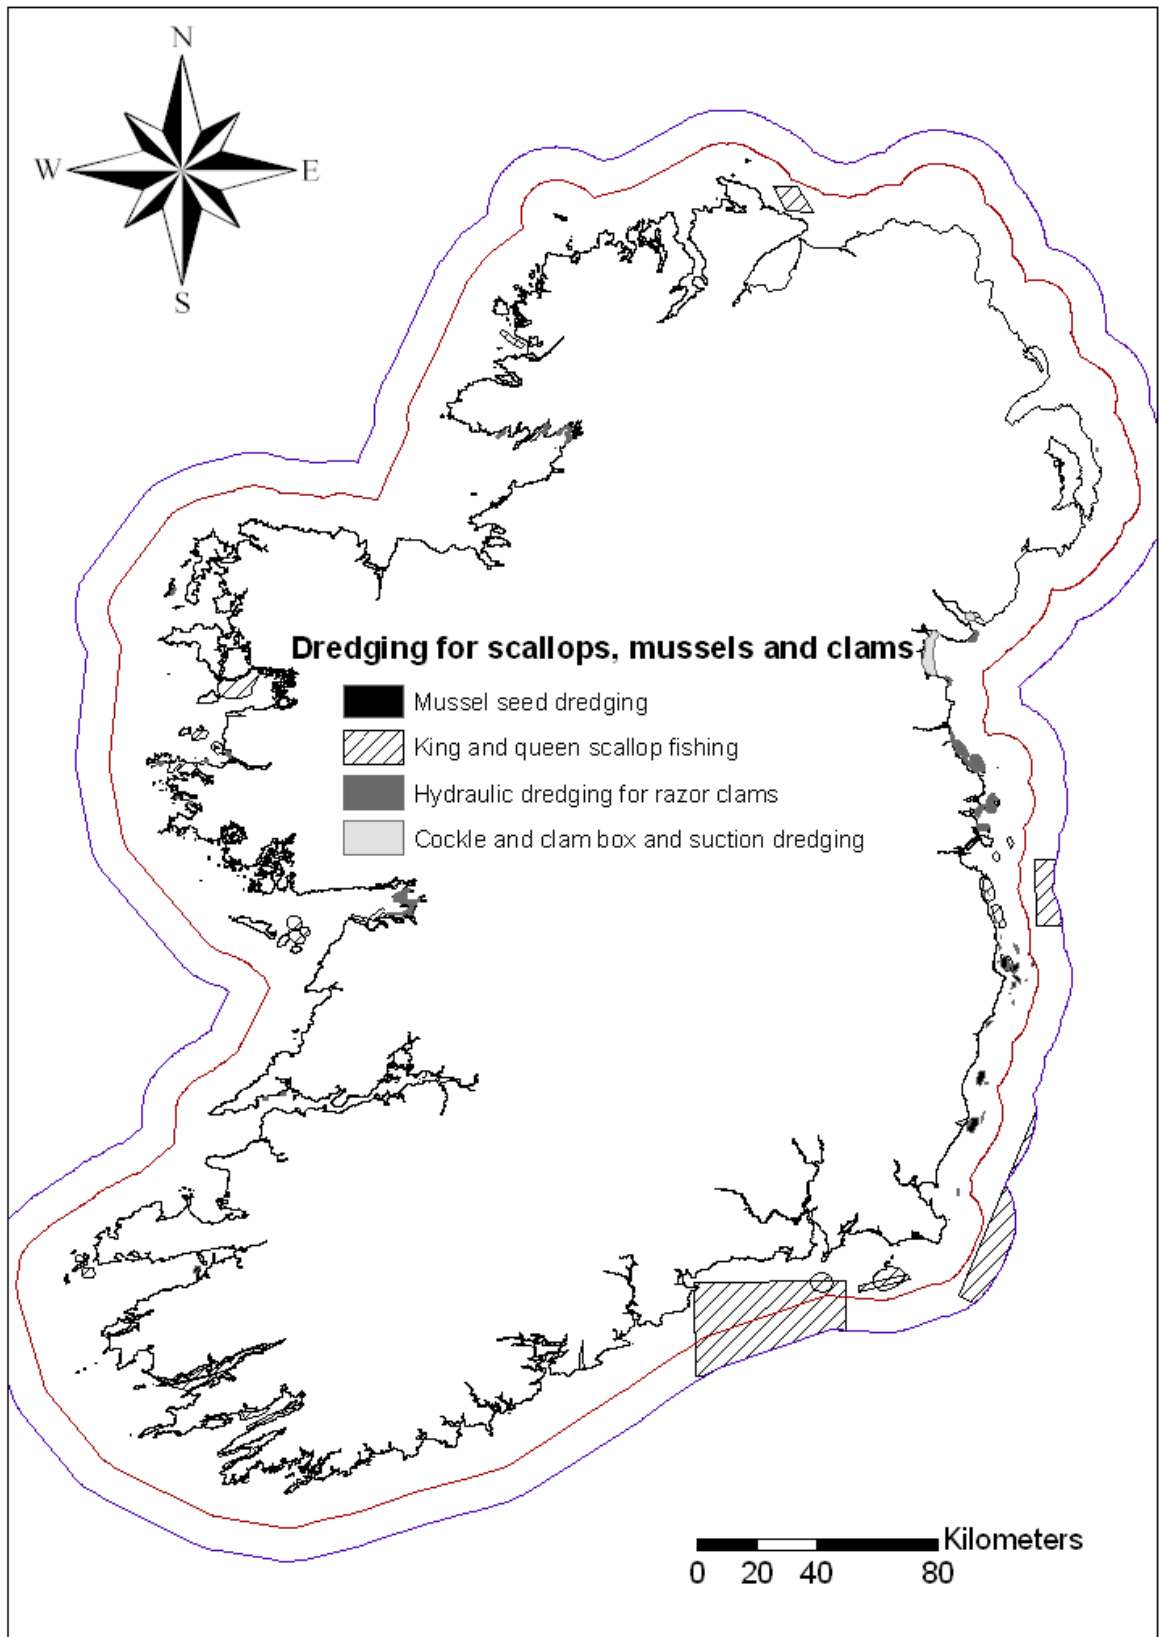 N
W E
S
Dredging for scallops, mussels and clams
Mussel seed dredging
King and queen scallop fishing
Hydraulic dredging for razor clams
Cockle and clam box and suction dredging
Kilometers
0 20 40 80